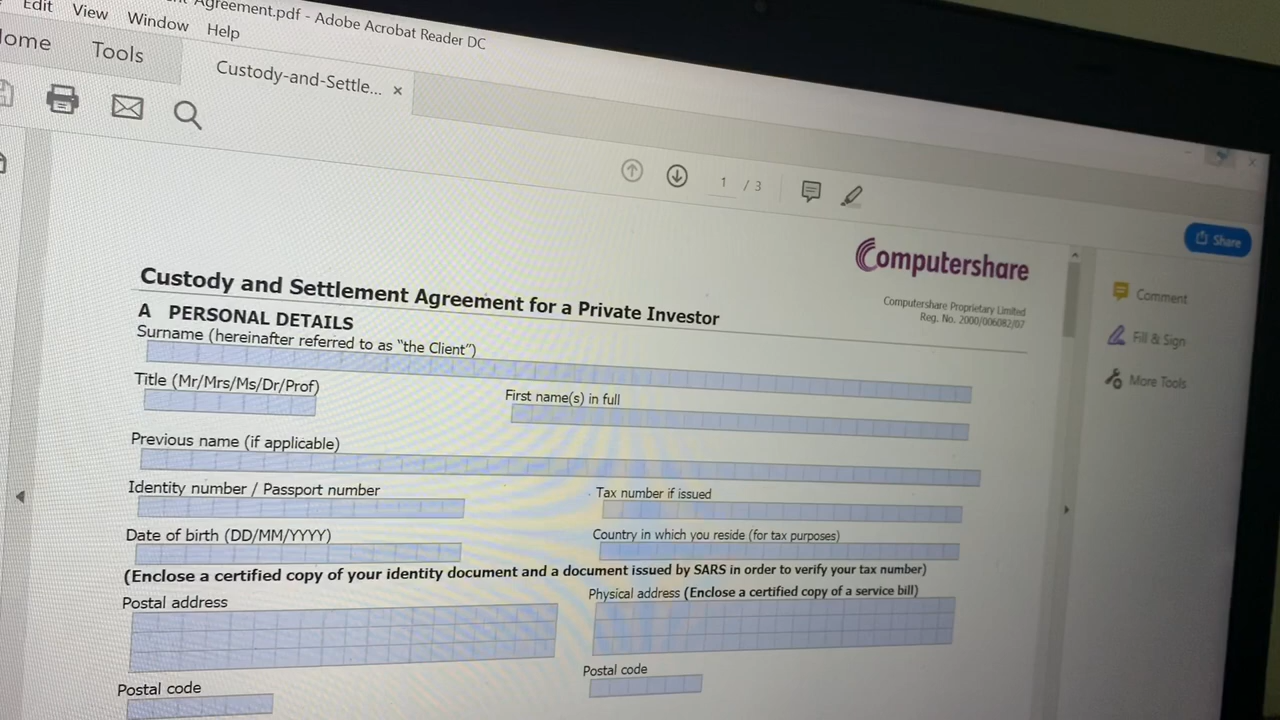 Agreement.pdf - Adobe Acrobat Reader DC
Edit View Window Help
Tools
Custody-and-Settle... ×
1 / 3
Share
Computershare
Computershare Proprietary Limited
Reg. No. 2000/006082/07
Comment
Fill & Sign
More Tools
Custody and Settlement Agreement for a Private Investor
A PERSONAL DETAILS
Surname (hereinafter referred to as “the Client”)
Title (Mr/Mrs/Ms/Dr/Prof)
First name(s) in full
Previous name (if applicable)
Identity number / Passport number
Tax number if issued
Date of birth (DD/MM/YYYY)
Country in which you reside (for tax purposes)
(Enclose a certified copy of your identity document and a document issued by SARS in order to verify your tax number)
Postal address
Physical address (Enclose a certified copy of a service bill)
Postal code
Postal code